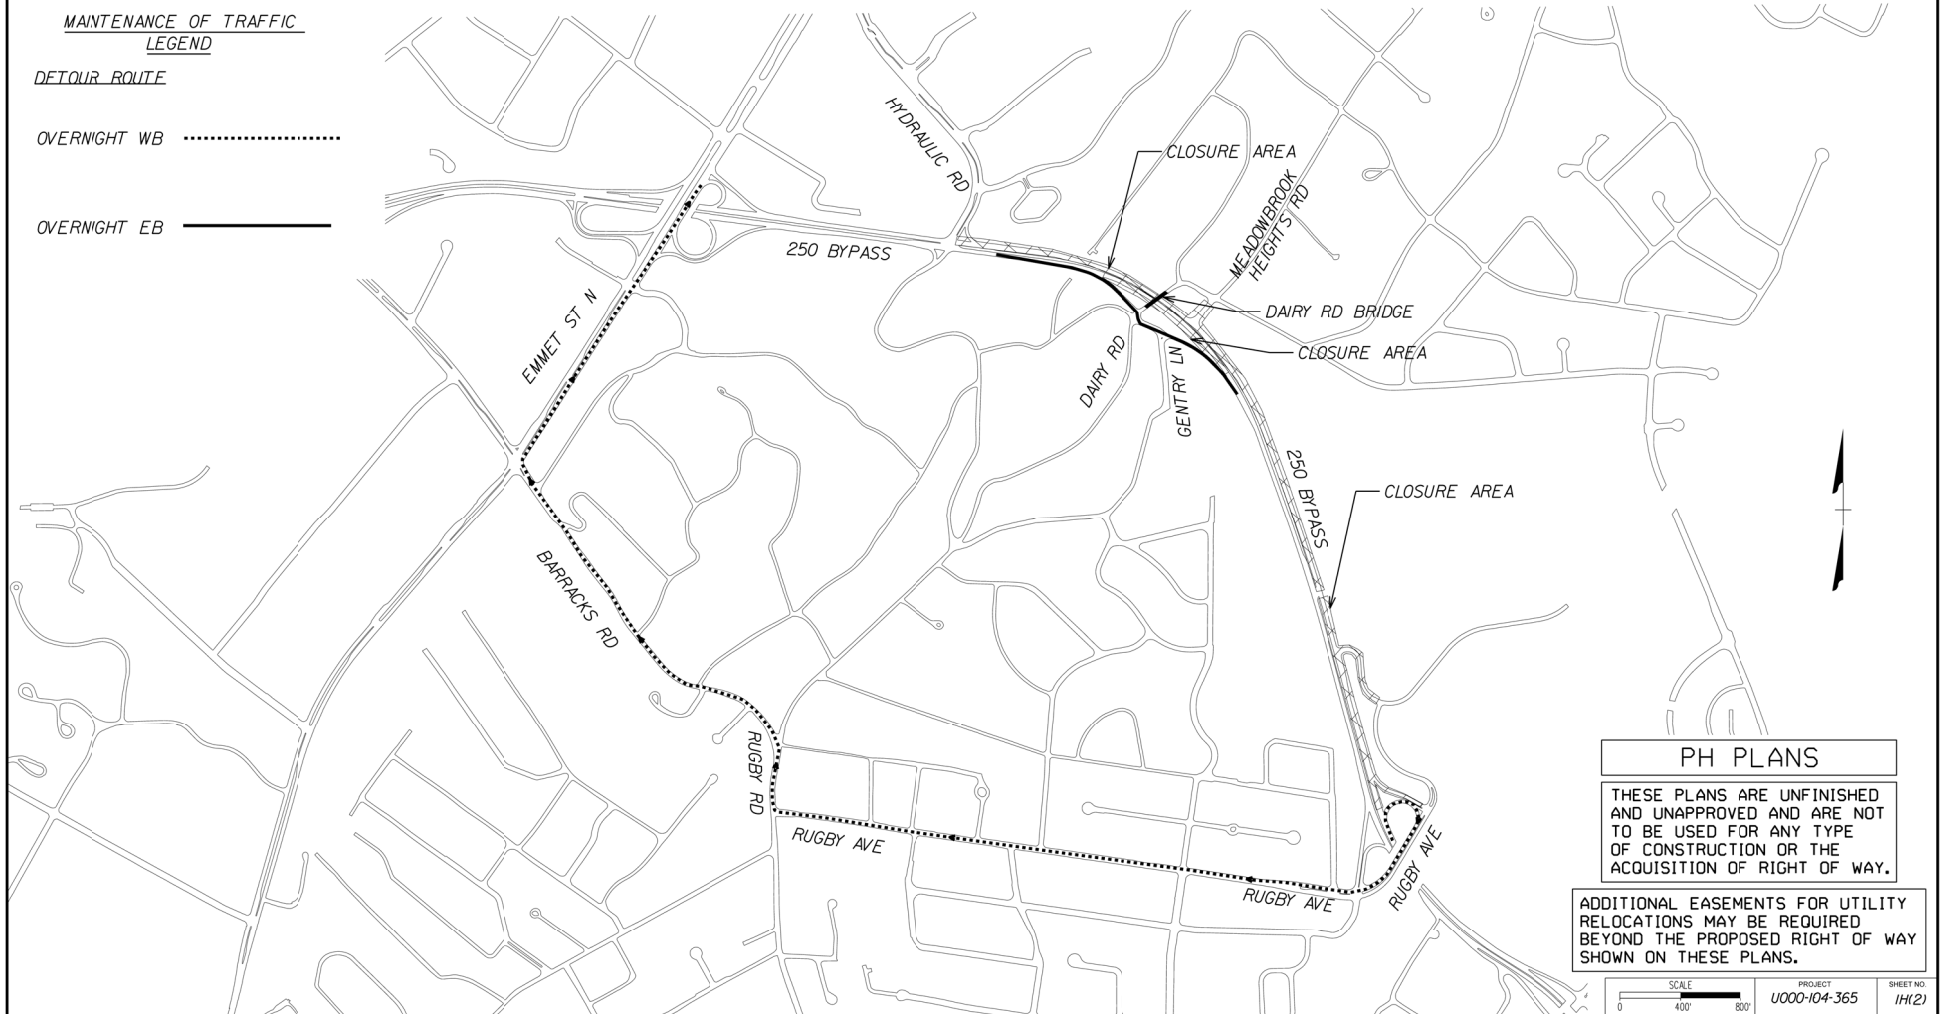 MAINTENANCE OF TRAFFIC
LEGEND
DETOUR ROUTE
OVERNIGHT WB
OVERNIGHT EB
HYDRAULIC RD
CLOSURE AREA
MEADOWBROOK
HEIGHTS RD
250 BYPASS
EMMET ST N
DAIRY RD BRIDGE
CLOSURE AREA
DAIRY RD
GENTRY LN
250 BYPASS
CLOSURE AREA
BARRACKS RD
RUGBY RD
RUGBY AVE
RUGBY AVE
RUGBY AVE
PH PLANS
THESE PLANS ARE UNFINISHED
AND UNAPPROVED AND ARE NOT
TO BE USED FOR ANY TYPE
OF CONSTRUCTION OR THE
ACQUISITION OF RIGHT OF WAY.
ADDITIONAL EASEMENTS FOR UTILITY
RELOCATIONS MAY BE REQUIRED
BEYOND THE PROPOSED RIGHT OF WAY
SHOWN ON THESE PLANS.
SCALE
0 400' 800'
PROJECT
U000-104-365
SHEET NO.
1H(2)